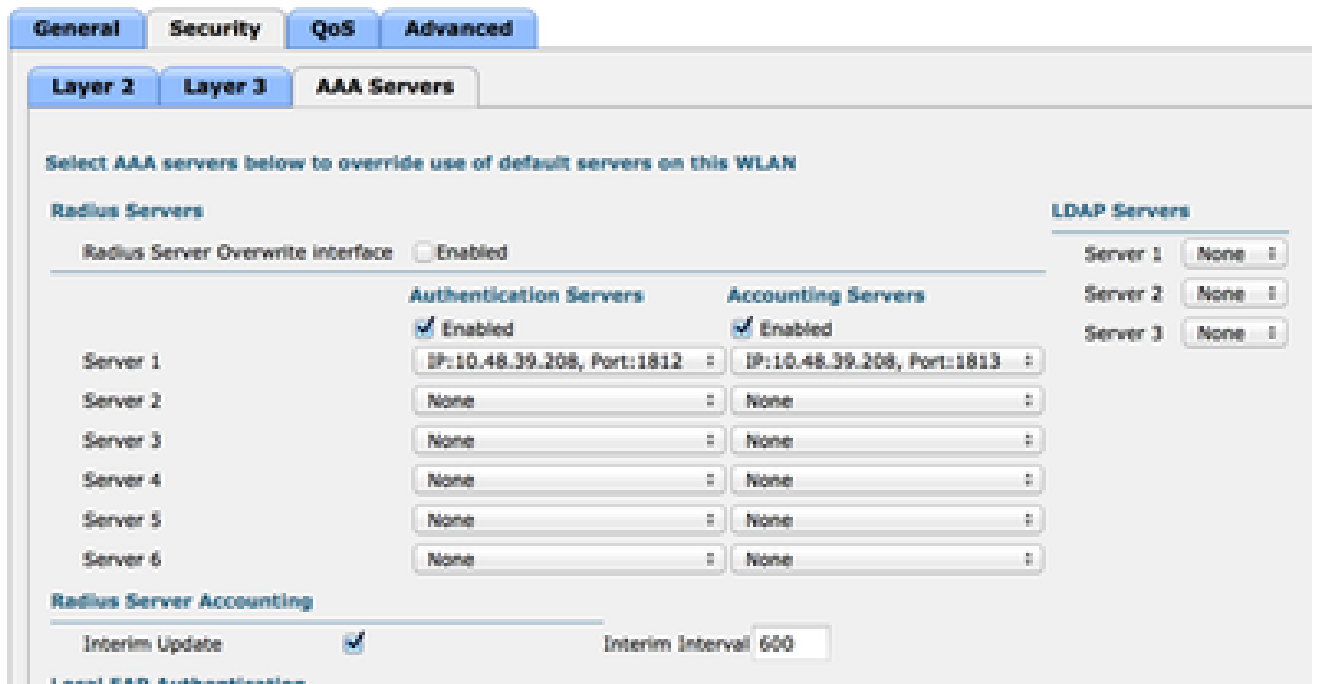 General Security QoS Advanced
Layer 2 Layer 3 AAA Servers
Select AAA servers below to override use of default servers on this WLAN
Radius Servers LDAP Servers
Radius Server Overwrite interface Enabled Server 1 None
Authentication Servers Accounting Servers Server 2 None
Enabled Enabled Server 3 None
Server 1 IP:10.48.39.208, Port:1812 IP:10.48.39.208, Port:1813
Server 2 None None
Server 3 None None
Server 4 None None
Server 5 None None
Server 6 None None
Radius Server Accounting
Interim Update Interim Interval 600
Local EAP Authentication